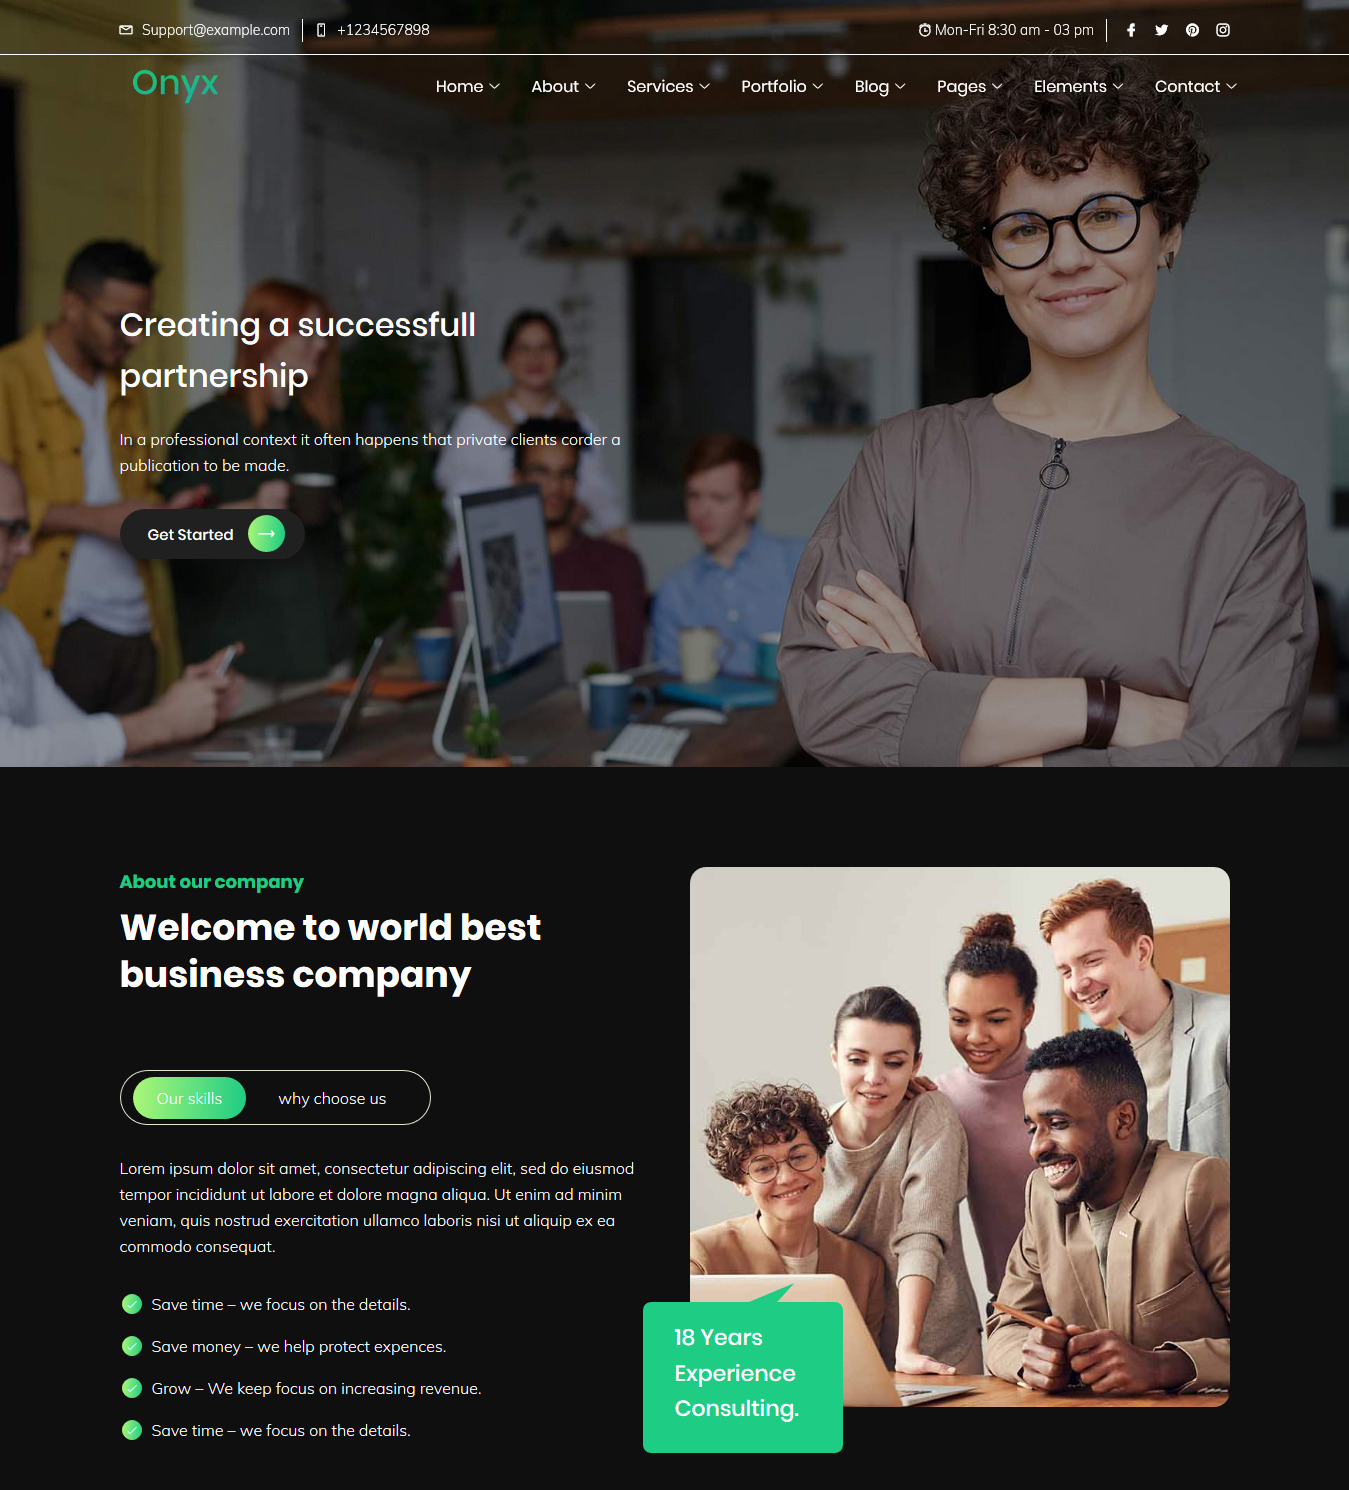 Support@example.com
+1234567898
Mon-Fri 8:30 am - 03 pm
Onyx
Home
About
Services
Portfolio
Blog
Pages
Elements
Contact
Creating a successfull
partnership
In a professional context it often happens that private clients corder a
publication to be made.
Get Started
About our company
Welcome to world best
business company
Our skills
why choose us
Lorem ipsum dolor sit amet, consectetur adipiscing elit, sed do eiusmod
tempor incididunt ut labore et dolore magna aliqua. Ut enim ad minim
veniam, quis nostrud exercitation ullamco laboris nisi ut aliquip ex ea
commodo consequat.
Save time – we focus on the details.
Save money – we help protect expences.
Grow – We keep focus on increasing revenue.
Save time – we focus on the details.
18 Years
Experience
Consulting.